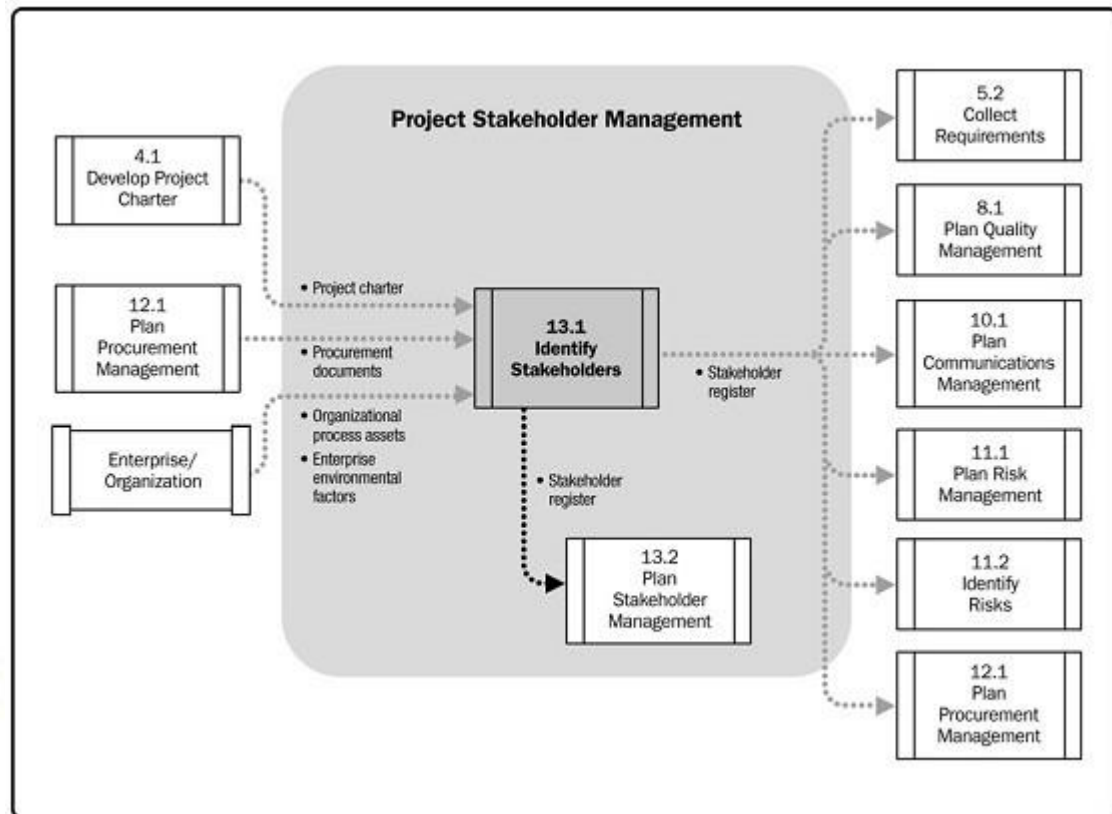 Project Stakeholder Management
4.1
Develop Project
Charter
12.1
Plan
Procurement
Management
Enterprise/
Organization
• Project charter
• Procurement
documents
• Organizational
process assets
• Enterprise
environmental
factors
13.1
Identify
Stakeholders
• Stakeholder
register
• Stakeholder
register
13.2
Plan
Stakeholder
Management
5.2
Collect
Requirements
8.1
Plan Quality
Management
10.1
Plan
Communications
Management
11.1
Plan Risk
Management
11.2
Identify
Risks
12.1
Plan
Procurement
Management